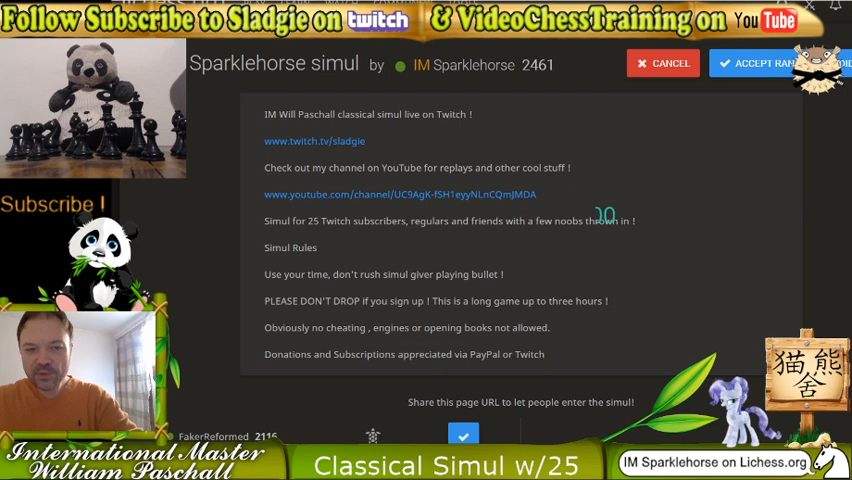 Follow Subscribe to Sladgie on twitch & VideoChessTraining on YouTube
Sparklehorse simul by IM Sparklehorse 2461
CANCEL
ACCEPT RAN
IM Will Paschall classical simul live on Twitch !
www.twitch.tv/sladgie
Check out my channel on YouTube for replays and other cool stuff !
www.youtube.com/channel/UC9AgK-fSH1eyyNLnCQmJMDA
Simul for 25 Twitch subscribers, regulars and friends with a few noobs thrown in !
Subscribe !
Simul Rules
Use your time, don't rush simul giver playing bullet !
PLEASE DON'T DROP if you sign up ! This is a long game up to three hours !
Obviously no cheating , engines or opening books not allowed.
Donations and Subscriptions appreciated via PayPal or Twitch
猫熊
舍
Share this page URL to let people enter the simul!
FakerReformed 2116
International Master
William Paschall
Classical Simul w/25
IM Sparklehorse on Lichess.org